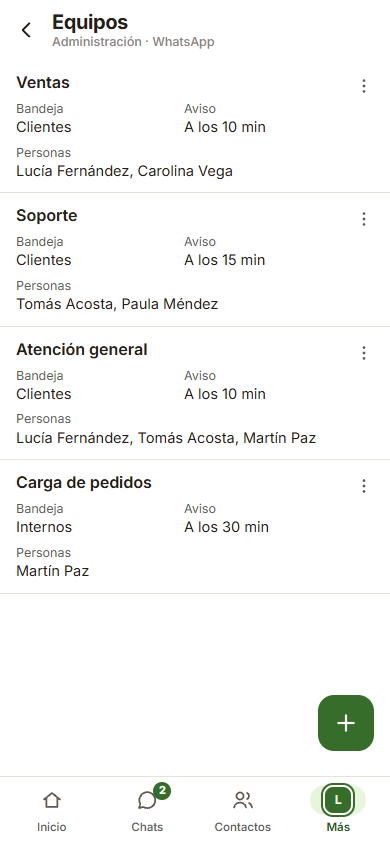 Equipos
Administración · WhatsApp
Ventas
Bandeja Aviso
Clientes A los 10 min
Personas
Lucía Fernández, Carolina Vega
Soporte
Bandeja Aviso
Clientes A los 15 min
Personas
Tomás Acosta, Paula Méndez
Atención general
Bandeja Aviso
Clientes A los 10 min
Personas
Lucía Fernández, Tomás Acosta, Martín Paz
Carga de pedidos
Bandeja Aviso
Internos A los 30 min
Personas
Martín Paz
2
L
Inicio Chats Contactos Más